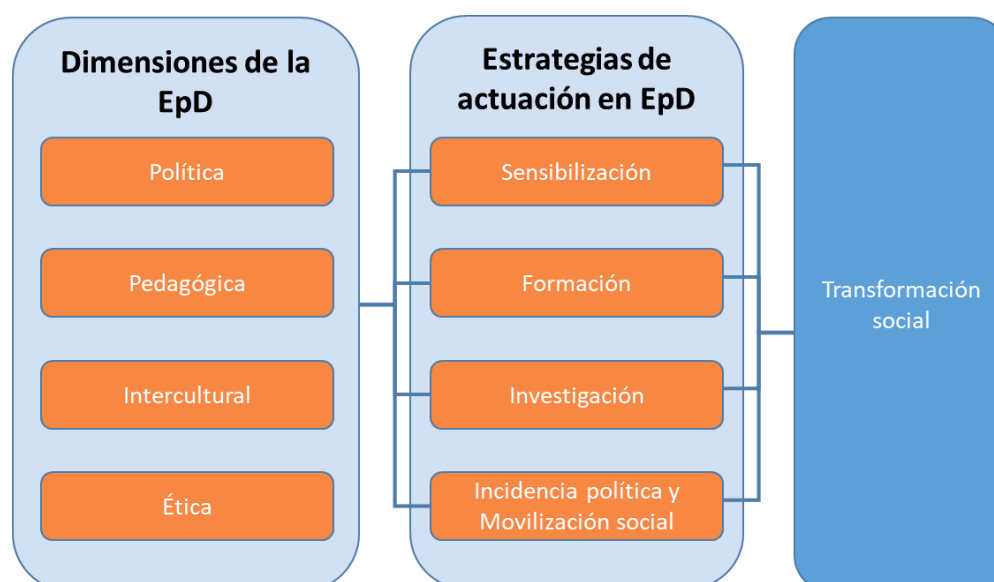 Dimensiones de la
EpD
Política
Pedagógica
Intercultural
Ética
Estrategias de
actuación en EpD
Sensibilización
Formación
Investigación
Incidencia política y
Movilización social
Transformación
social